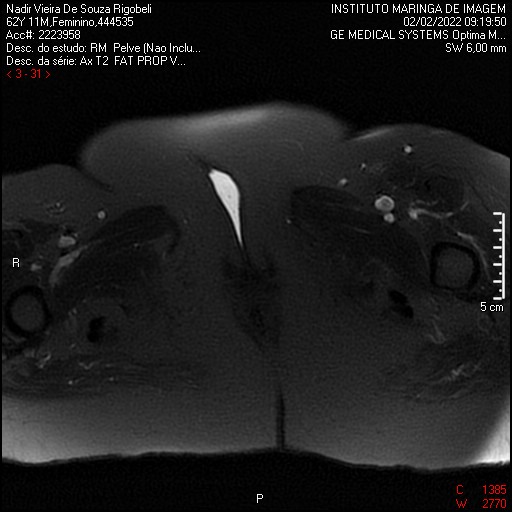 Nadir Vieira De Souza Rigobeli
62Y 11M,Feminino,444535
Acc#: 2223958
Desc. do estudo: RM Pelve (Nao Inclu...
Desc. da série: Ax T2 FAT PROP V...
< 3 - 31 >
INSTITUTO MARINGA DE IMAGEM
02/02/2022 09:19:50
GE MEDICAL SYSTEMS Optima M...
SW 6,00 mm
R
5 cm
P
C 1385
W 2770